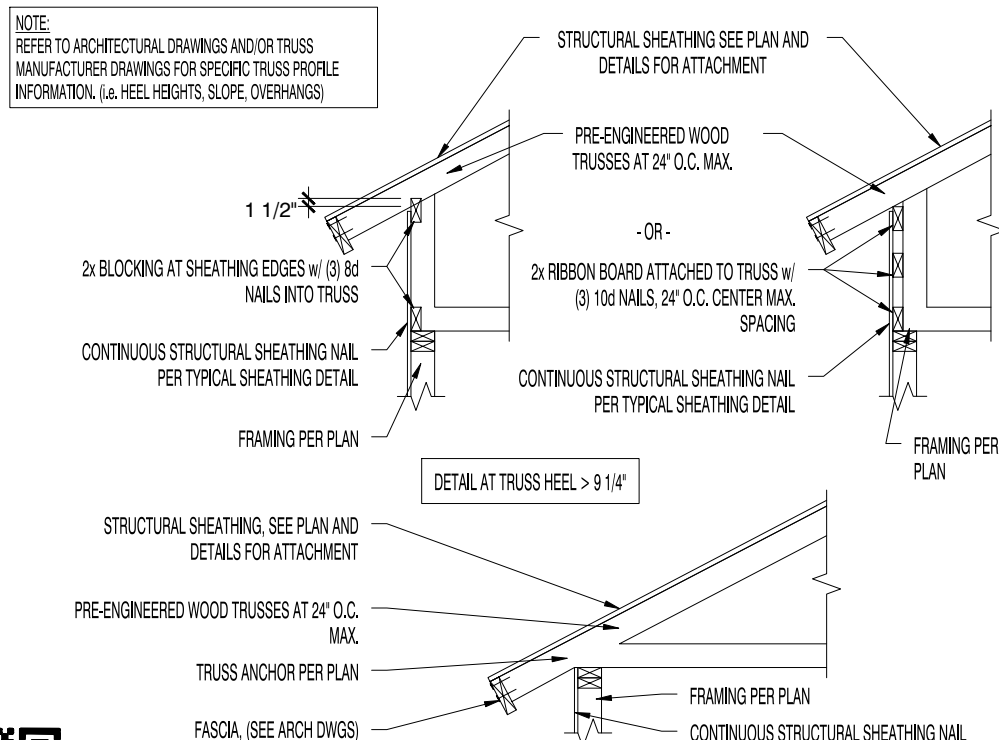 NOTE:
REFER TO ARCHITECTURAL DRAWINGS AND/OR TRUSS
MANUFACTURER DRAWINGS FOR SPECIFIC TRUSS PROFILE
INFORMATION. (i.e. HEEL HEIGHTS, SLOPE, OVERHANGS)
STRUCTURAL SHEATHING SEE PLAN AND
DETAILS FOR ATTACHMENT
PRE-ENGINEERED WOOD
TRUSSES AT 24" O.C. MAX.
1 1/2"
- OR -
2x BLOCKING AT SHEATHING EDGES w/ (3) 8d
NAILS INTO TRUSS
2x RIBBON BOARD ATTACHED TO TRUSS w/
(3) 10d NAILS, 24" O.C. CENTER MAX.
SPACING
CONTINUOUS STRUCTURAL SHEATHING NAIL
PER TYPICAL SHEATHING DETAIL
CONTINUOUS STRUCTURAL SHEATHING NAIL
PER TYPICAL SHEATHING DETAIL
FRAMING PER PLAN
FRAMING PER
PLAN
DETAIL AT TRUSS HEEL > 9 1/4"
STRUCTURAL SHEATHING, SEE PLAN AND
DETAILS FOR ATTACHMENT
PRE-ENGINEERED WOOD TRUSSES AT 24" O.C.
MAX.
TRUSS ANCHOR PER PLAN
FASCIA, (SEE ARCH DWGS)
FRAMING PER PLAN
CONTINUOUS STRUCTURAL SHEATHING NAIL